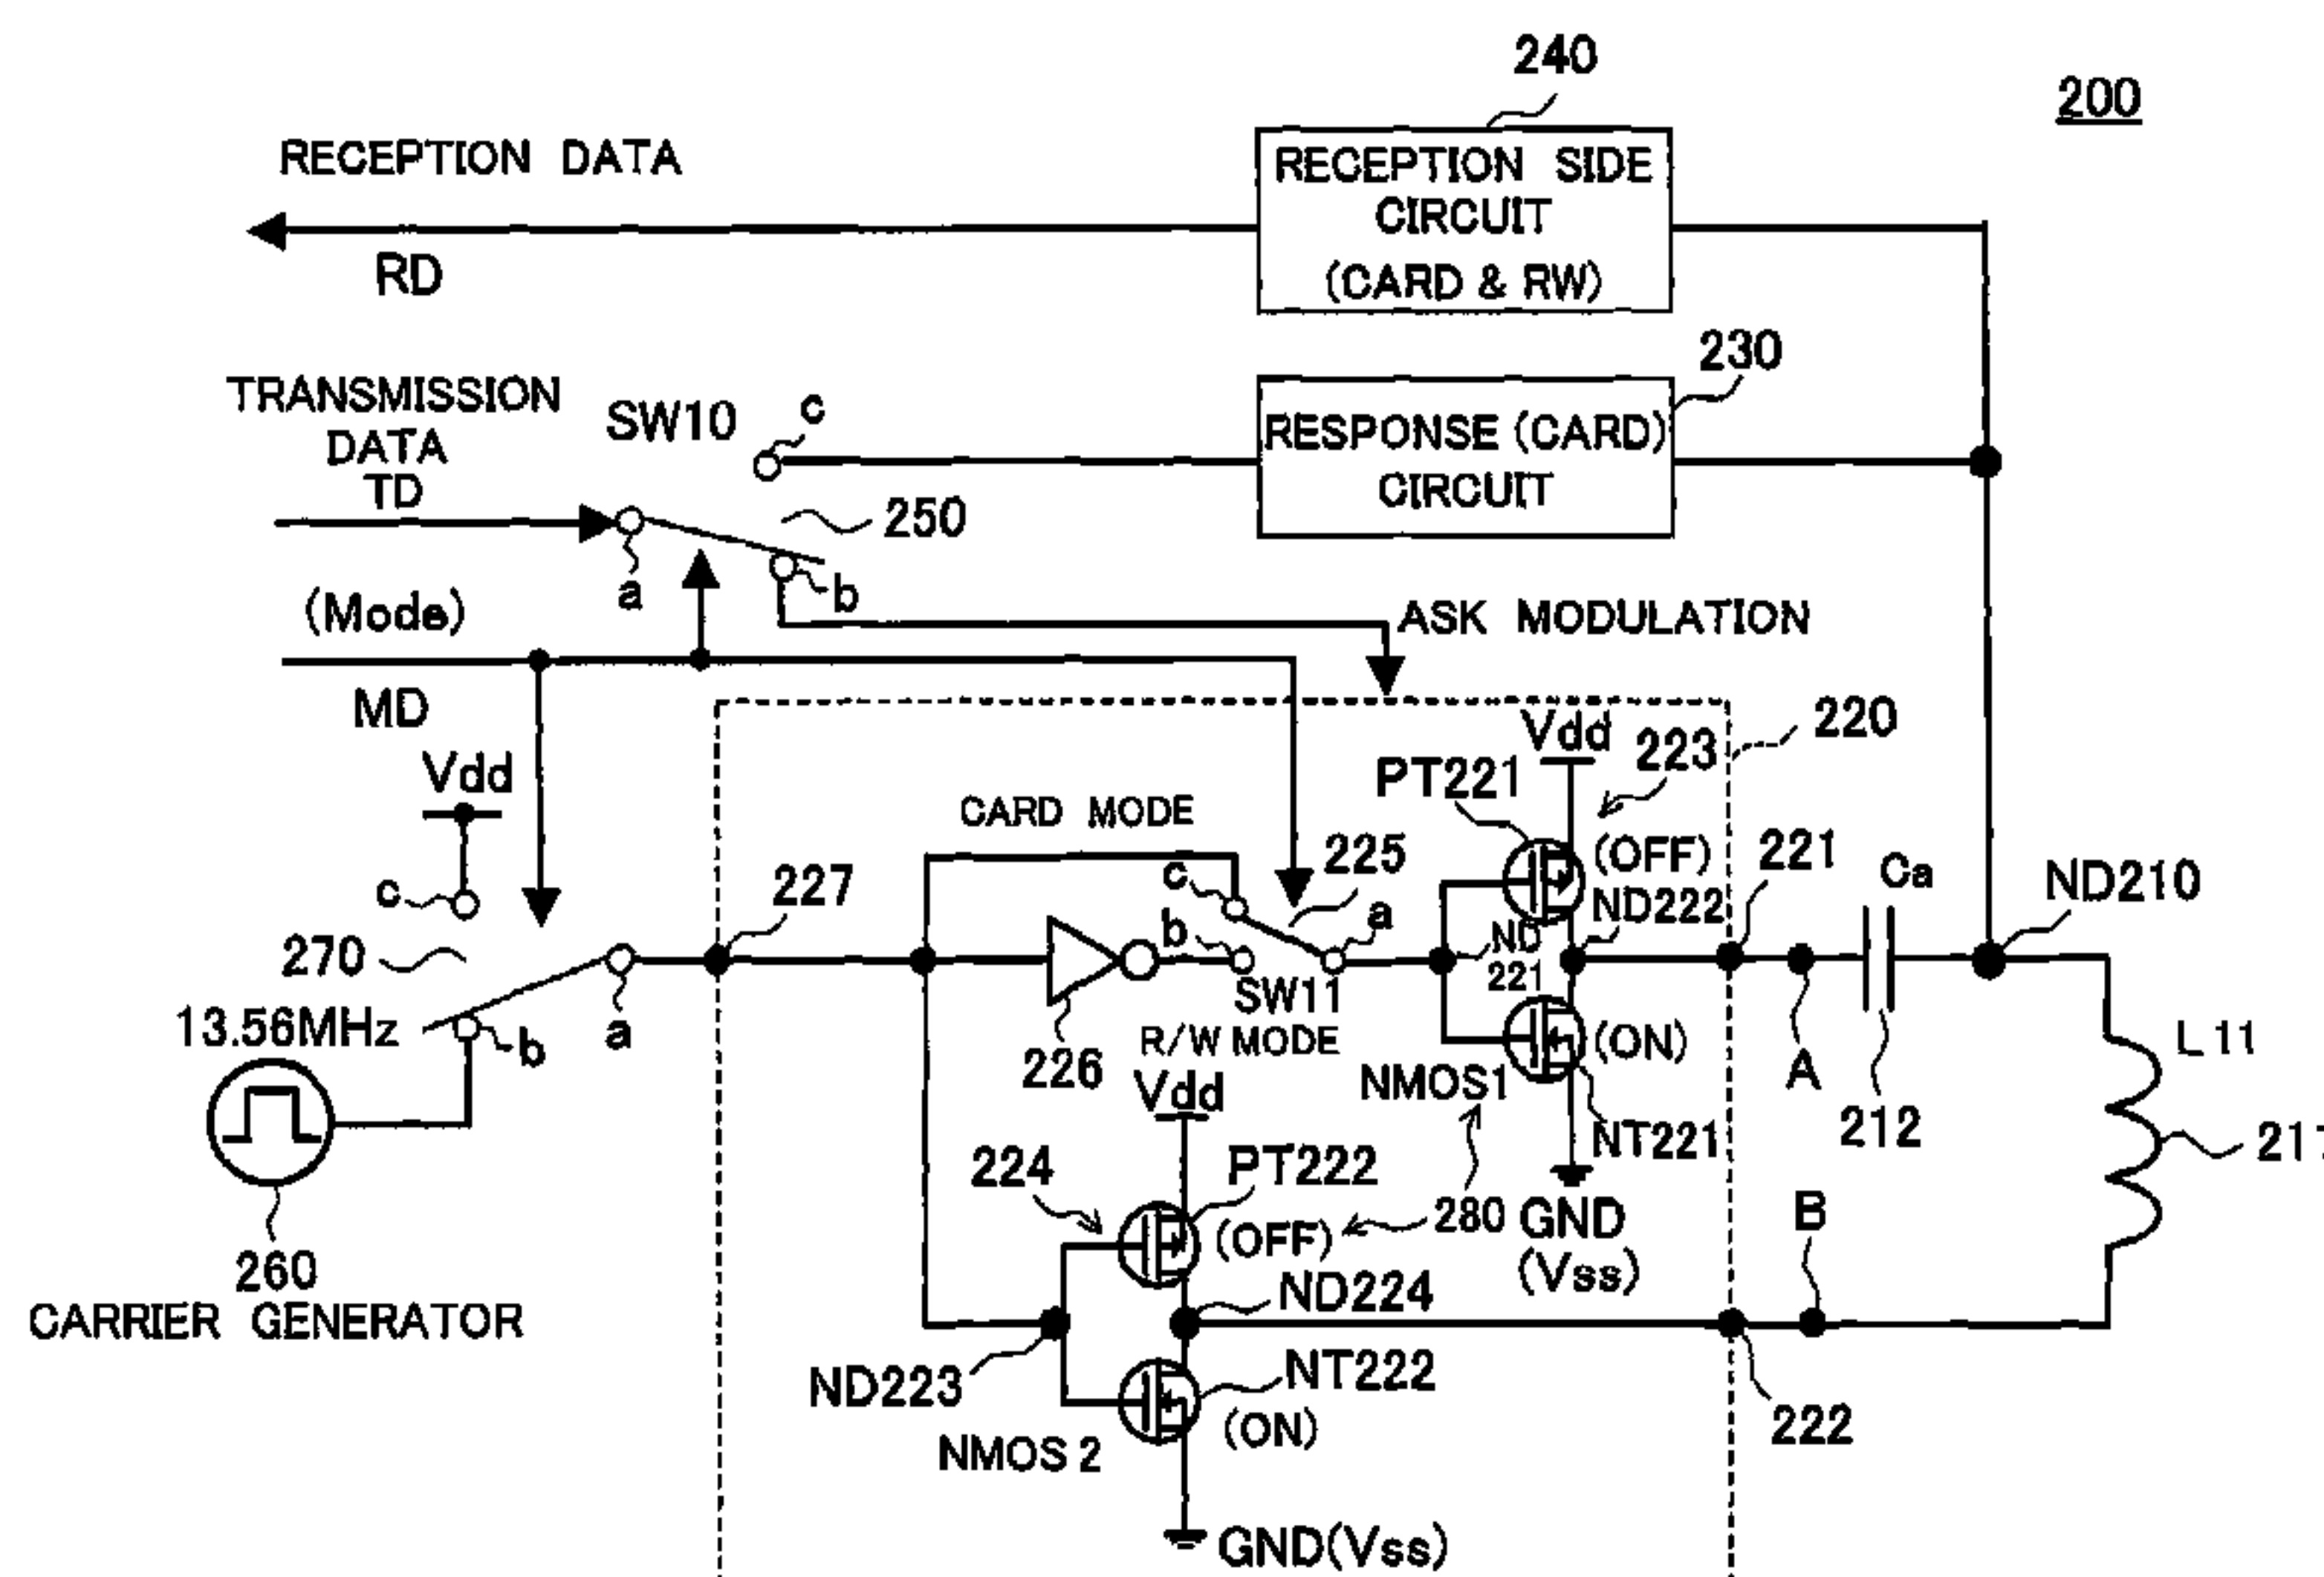 240
200
RECEPTION DATA
RECEPTION SIDE
CIRCUIT
(CARD & RW)
RD
230
TRANSMISSION
DATA
TD
SW10
c
RESPONSE (CARD)
CIRCUIT
250
a
b
(Mode)
ASK MODULATION
MD
Vdd
220
Vdd
223
PT221
CARD MODE
(OFF)
221
Ca
ND210
227
225
c
c
a
ND222
b
270
ND
221
SW11
13.56MHz
b
a
R/W MODE
(ON)
L11
226
Vdd
NMOS1
A
212
NT221
211
224
PT222
(OFF)
280
GND
(Vss)
B
260
CARRIER GENERATOR
ND224
ND223
NT222
(ON)
222
NMOS 2
GND(Vss)